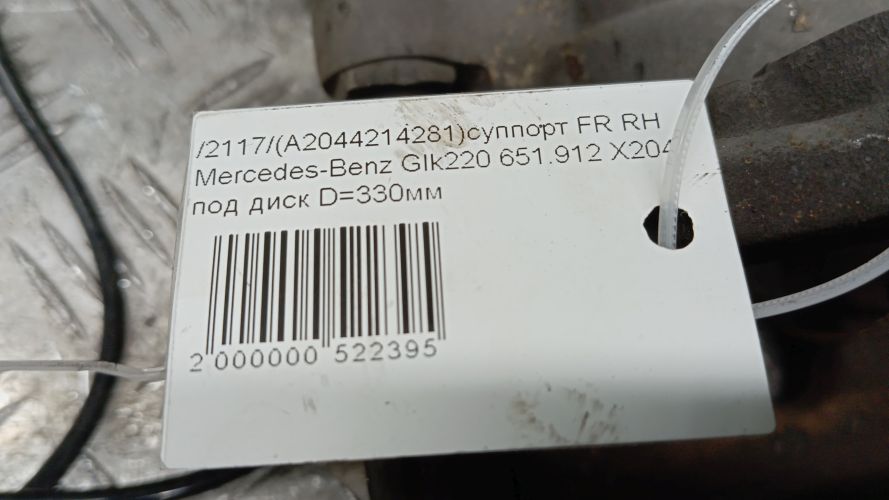 /2117/(A2044214281)суппорт FR RH
Mercedes-Benz Glk220 651.912 X204
под диск D=330мм
2 000000 522395